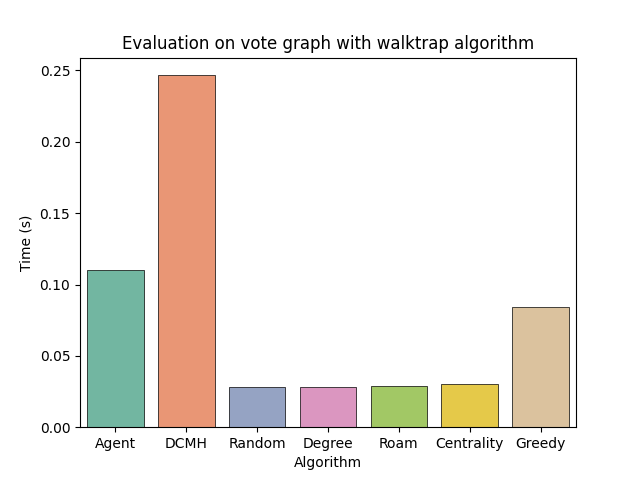 Evaluation on vote graph with walktrap algorithm
Time (s)
0.25
0.20
0.15
0.10
0.05
0.00
Agent DCMH Random Degree Roam Centrality Greedy
Algorithm